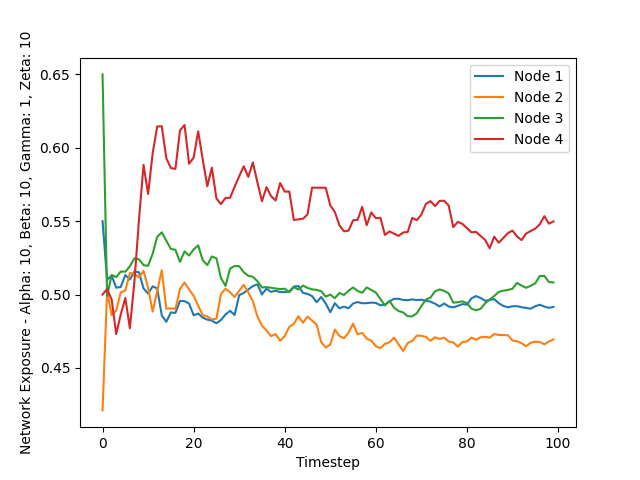 Network Exposure - Alpha: 10, Beta: 10, Gamma: 1, Zeta: 10
0.65
0.60
0.55
0.50
0.45
0
20
40
60
80
100
Timestep
Node 1
Node 2
Node 3
Node 4